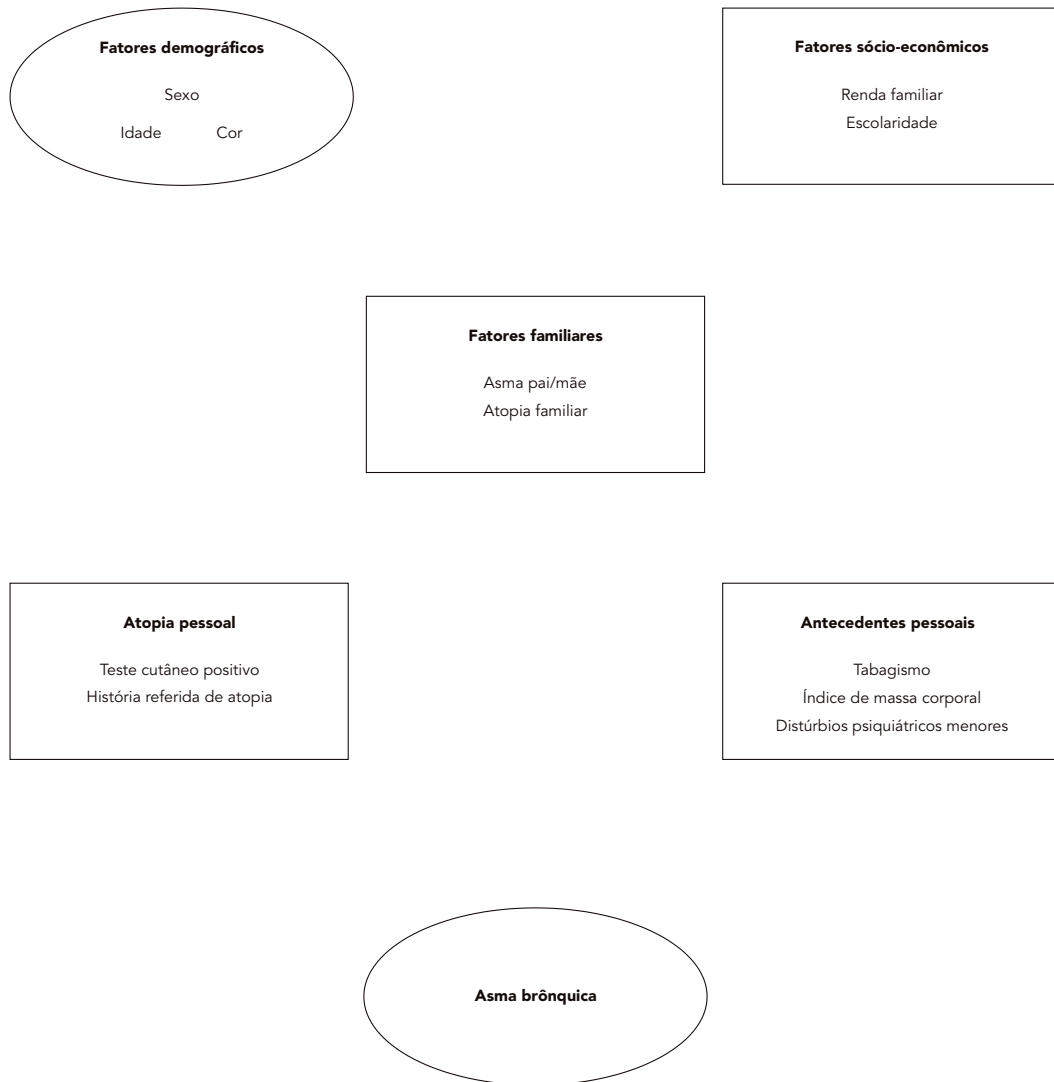 Fatores demográficos
Sexo
Idade Cor
Fatores sócio-econômicos
Renda familiar
Escolaridade
Fatores familiares
Asma pai/mãe
Atopia familiar
Atopia pessoal
Teste cutâneo positivo
História referida de atopia
Antecedentes pessoais
Tabagismo
Índice de massa corporal
Distúrbios psiquiátricos menores
Asma brônquica